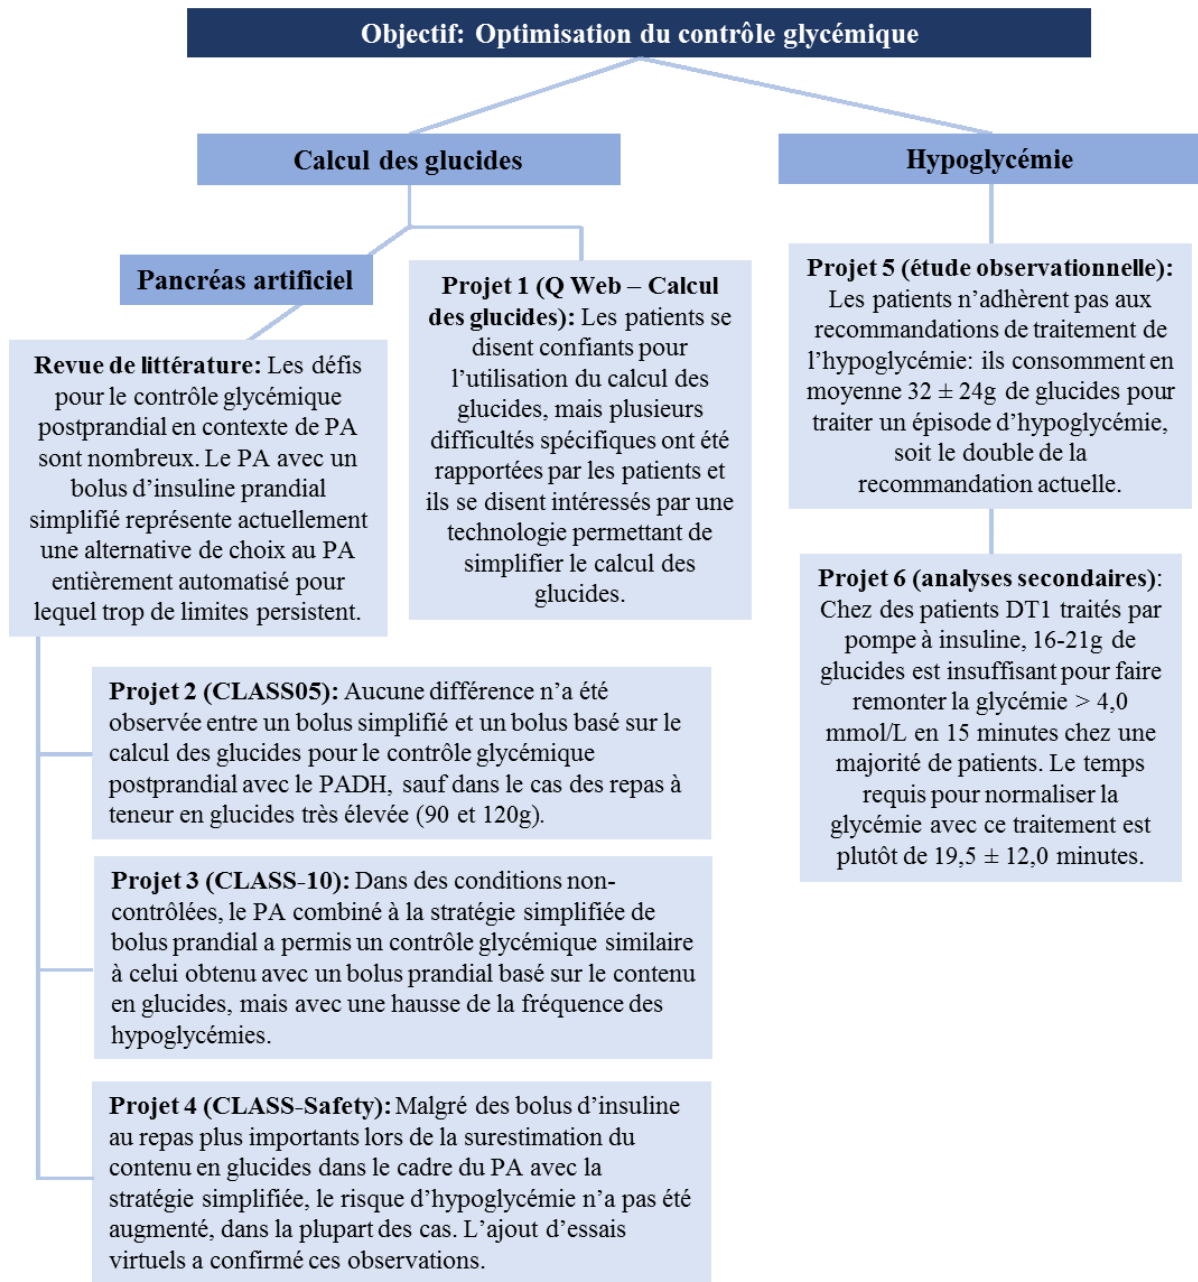 Objectif: Optimisation du contrôle glycémique
Calcul des glucides
Hypoglycémie
Pancréas artificiel
Revue de littérature: Les défis
pour le contrôle glycémique
postprandial en contexte de PA
sont nombreux. Le PA avec un
bolus d’insuline prandial
simplifié représente actuellement
une alternative de choix au PA
entièrement automatisé pour
lequel trop de limites persistent.
Projet 1 (Q Web – Calcul
des glucides): Les patients se
disent confiants pour
l’utilisation du calcul des
glucides, mais plusieurs
difficultés spécifiques ont été
rapportées par les patients et
ils se disent intéressés par une
technologie permettant de
simplifier le calcul des
glucides.
Projet 2 (CLASS05): Aucune différence n’a été
observée entre un bolus simplifié et un bolus basé sur le
calcul des glucides pour le contrôle glycémique
postprandial avec le PADH, sauf dans le cas des repas à
teneur en glucides très élevée (90 et 120g).
Projet 3 (CLASS-10): Dans des conditions non-
contrôlées, le PA combiné à la stratégie simplifiée de
bolus prandial a permis un contrôle glycémique similaire
à celui obtenu avec un bolus prandial basé sur le contenu
en glucides, mais avec une hausse de la fréquence des
hypoglycémies.
Projet 4 (CLASS-Safety): Malgré des bolus d’insuline
au repas plus importants lors de la surestimation du
contenu en glucides dans le cadre du PA avec la
stratégie simplifiée, le risque d’hypoglycémie n’a pas été
augmenté, dans la plupart des cas. L’ajout d’essais
virtuels a confirmé ces observations.
Projet 5 (étude observationnelle):
Les patients n’adhèrent pas aux
recommandations de traitement de
l’hypoglycémie: ils consomment en
moyenne 32 ± 24g de glucides pour
traiter un épisode d’hypoglycémie,
soit le double de la
recommandation actuelle.
Projet 6 (analyses secondaires):
Chez des patients DT1 traités par
pompe à insuline, 16-21g de
glucides est insuffisant pour faire
remonter la glycémie > 4,0
mmol/L en 15 minutes chez une
majorité de patients. Le temps
requis pour normaliser la
glycémie avec ce traitement est
plutôt de 19,5 ± 12,0 minutes.